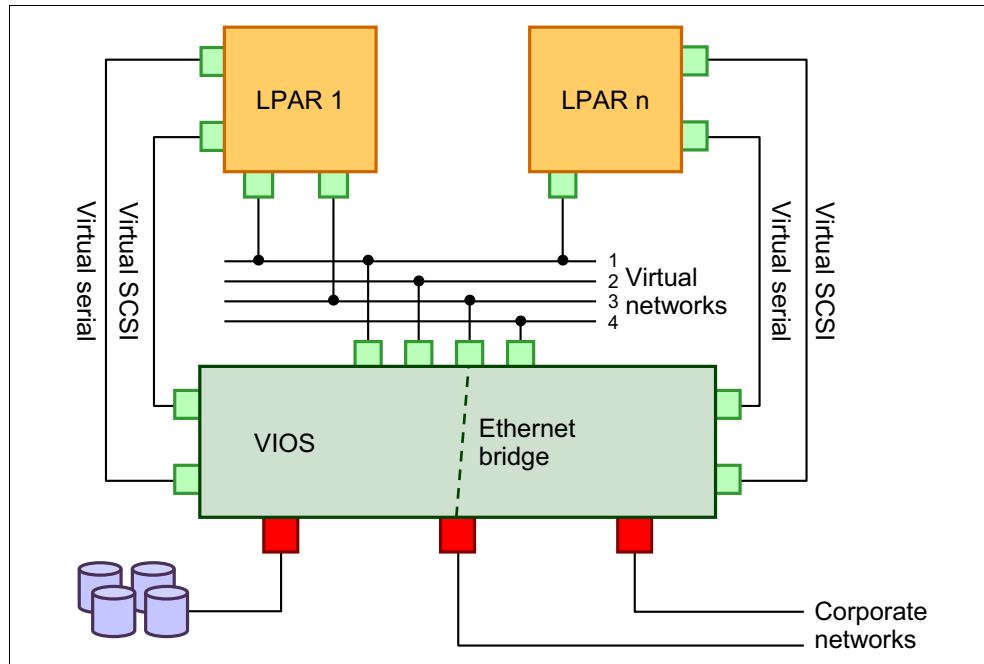 LPAR 1
LPAR n
Virtual serial
Virtual SCSI
Virtual serial
Virtual SCSI
1
2
3
4
Virtual
networks
VIOS
Ethernet
bridge
Corporate
networks